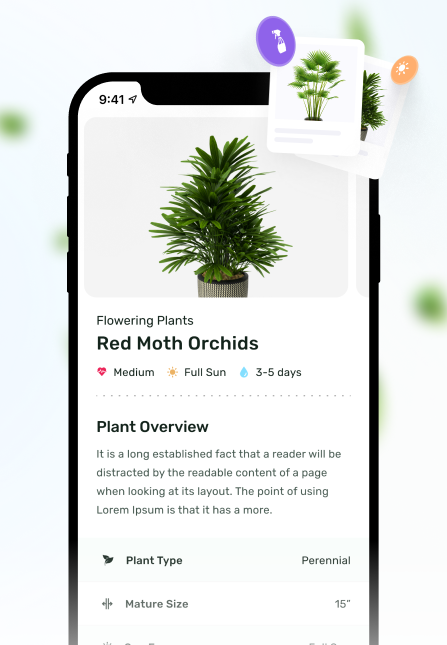 9:41
Flowering Plants
Red Moth Orchids
Medium Full Sun 3-5 days
Plant Overview
It is a long established fact that a reader will be
distracted by the readable content of a page
when looking at its layout. The point of using
Lorem Ipsum is that it has a more.
Plant Type Perennial
Mature Size 15”